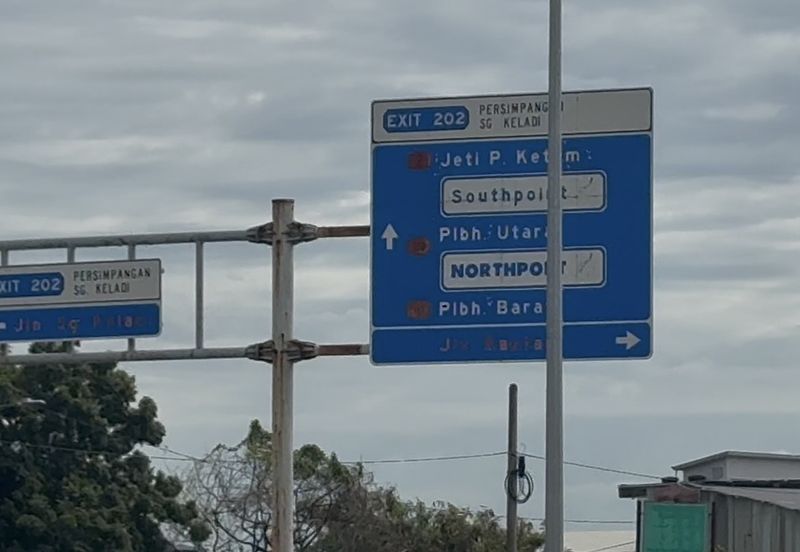 EXIT 202 PERSIMPANGAN
SG. KELADI
Jeti P. Ketam
Southpoint
Plbh. Utara
NORTHPORT
Plbh. Barat
EXIT 202 PERSIMPANGAN
SG. KELADI
Jln. Sg.